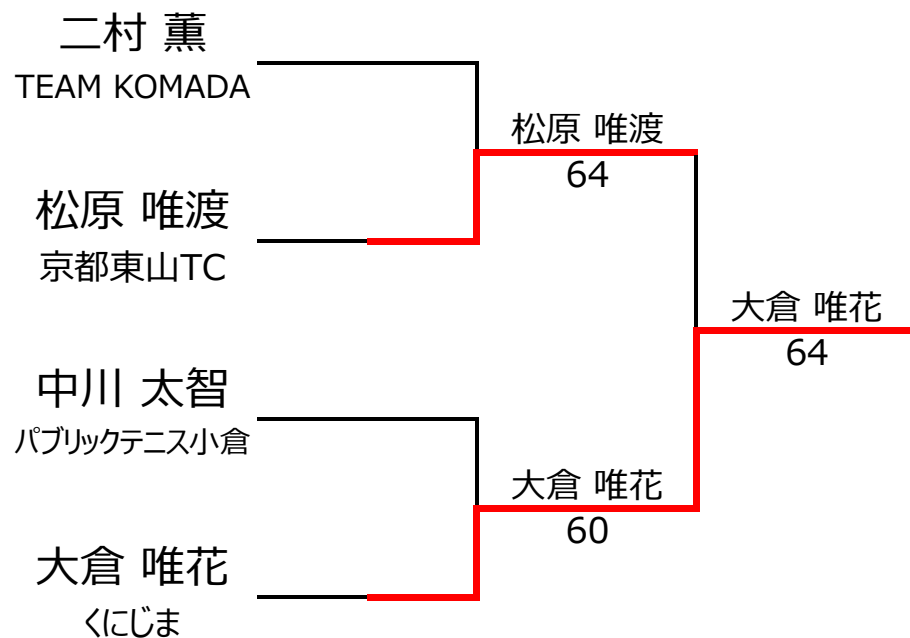 二村 薫
TEAM KOMADA
松原 唯渡
64
松原 唯渡
京都東山TC
大倉 唯花
64
中川 太智
パブリックテニス小倉
大倉 唯花
60
大倉 唯花
くにじま